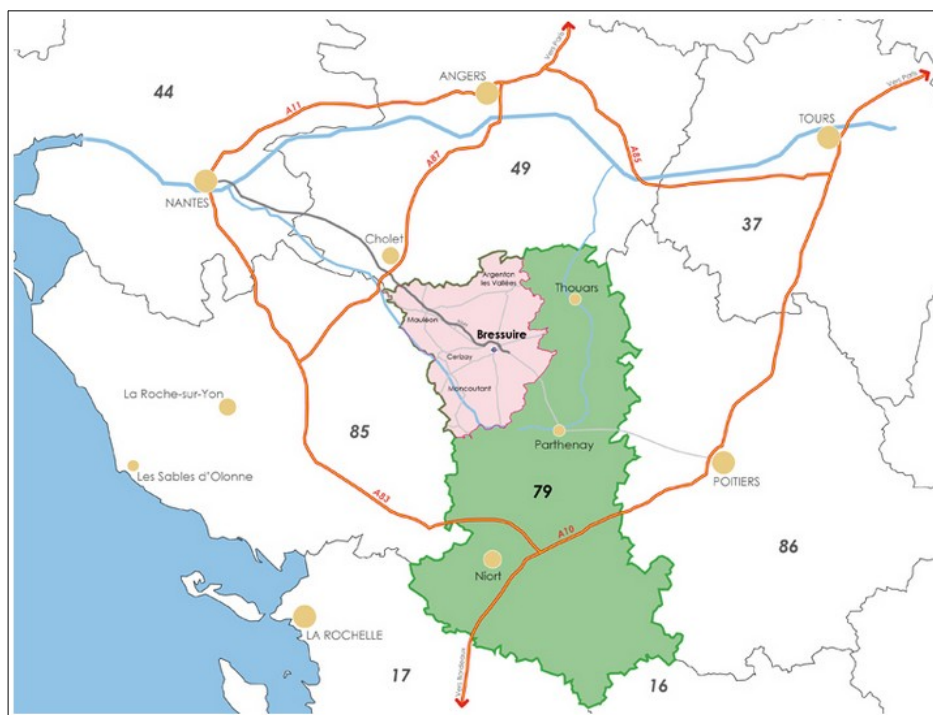 Vers Paris
44
ANGERS
Vers Paris
A11
TOURS
A87
A85
49
NANTES
37
Cholet
Argenton
les Vallées
Thouars
Mauléon
Bressuire
Cerizay
La Roche-sur-Yon
Moncoutant
85
Parthenay
Les Sables d'Olonne
POITIERS
79
A83
A10
86
Niort
LA ROCHELLE
Vers Bordeaux
17
16